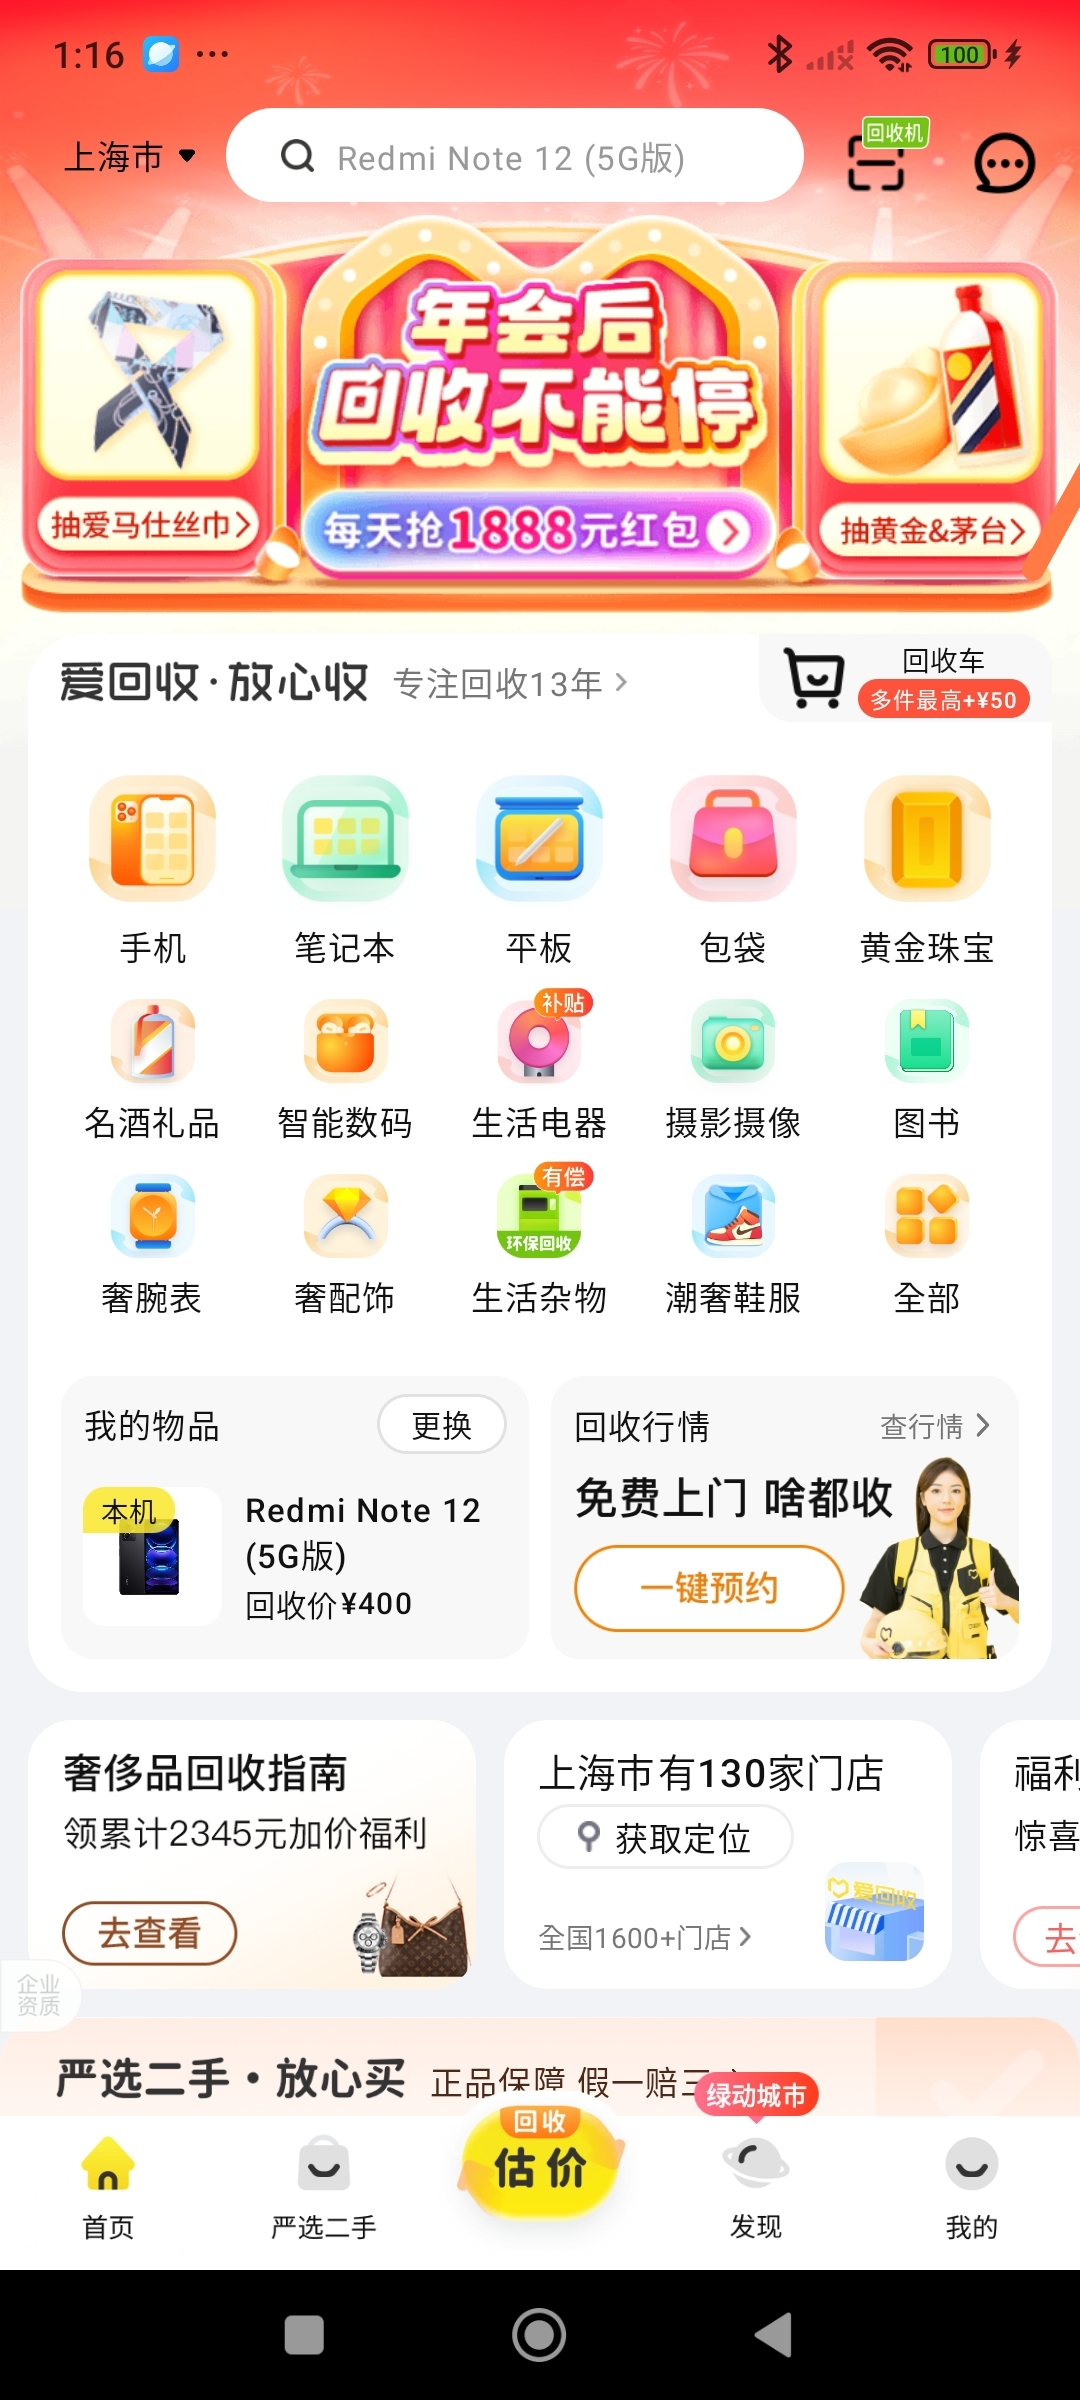 1:16
100
上海市
Redmi Note 12 (5G版)
回收机
年会后
回收不能停
抽爱马仕丝巾
每天抢1888元红包
抽黄金&茅台
爱回收·放心收
专注回收13年
回收车
多件最高+¥50
手机
笔记本
平板
包袋
黄金珠宝
补贴
名酒礼品
智能数码
生活电器
摄影摄像
图书
有偿
环保回收
奢腕表
奢配饰
生活杂物
潮奢鞋服
全部
我的物品
更换
本机
Redmi Note 12
(5G版)
回收价¥400
回收行情
查行情
免费上门 啥都收
一键预约
奢侈品回收指南
领累计2345元加价福利
去查看
上海市有130家门店
获取定位
全国1600+门店
爱回收
福利
惊喜
去
企业
资质
严选二手·放心买
正品保障 假一赔三
绿动城市
回收
估价
首页
严选二手
发现
我的